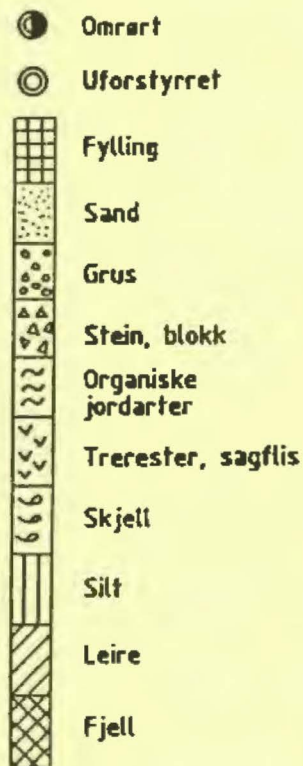 Omrørt
Uforstyrret
Fylling
Sand
Grus
Stein, blokk
Organiske
jordarter
Trerester, sagflis
Skjell
Silt
Leire
Fjell